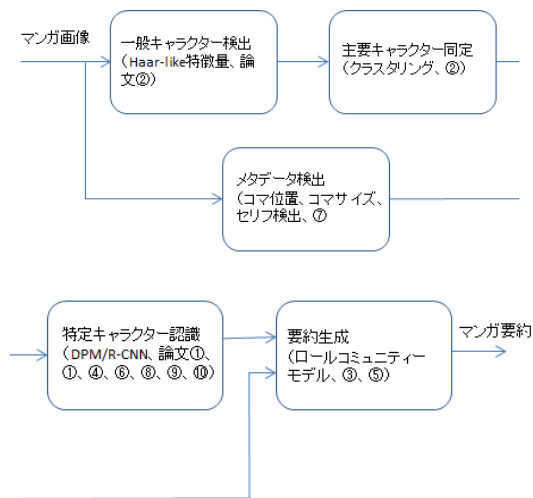 マンガ画像
一般キャラクター検出
（Haar-like特徴量、論
文②）
主要キャラクター同定
（クラスタリング、②）
メタデータ検出
（コマ位置、コマサイズ、
セリフ検出、⑦
特定キャラクター認識
（DPM/R-CNN、論文①、
①、④、⑥、⑧、⑨、⑩）
要約生成
（ロールコミュニティー
モデル、③、⑤）
マンガ要約